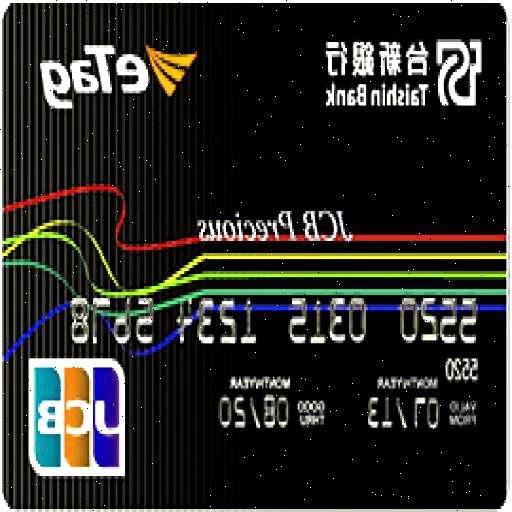 台新銀行
Taishin Bank
eTag
JCB Precious
5520 0315 1234 5678
5520
MONTH/YEAR MONTH/YEAR
VALID FROM 07/13 GOOD THRU 08/20
JCB